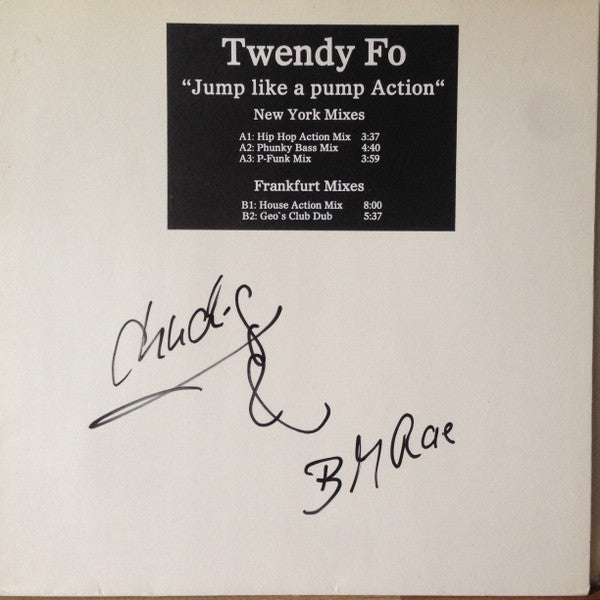 Twendy Fo
“Jump like a pump Action“
New York Mixes
A1: Hip Hop Action Mix 3:37
A2: Phunky Bass Mix 4:40
A3: P-Funk Mix 3:59
Frankfurt Mixes
B1: House Action Mix 8:00
B2: Geo`s Club Dub 5:37
&
Rae